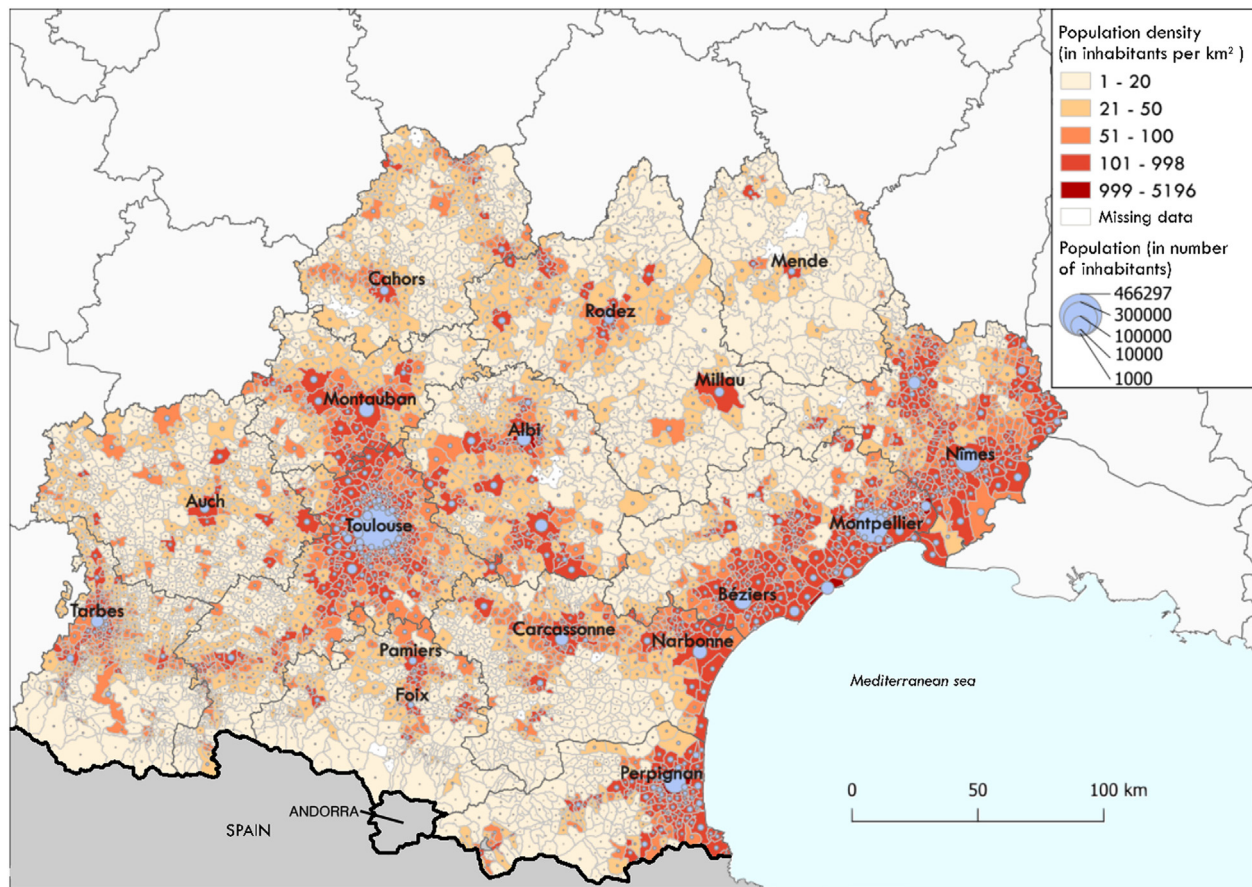 Population density
(in inhabitants per km² )
1 - 20
21 - 50
51 - 100
101 - 998
999 - 5196
Missing data
Population (in number
of inhabitants)
466297
300000
100000
10000
1000
Cahors
Mende
Rodez
Millau
Montauban
Albi
Nîmes
Auch
Toulouse
Montpellier
Béziers
Tarbes
Carcassonne
Narbonne
Pamiers
Foix
Mediterranean sea
Perpignan
ANDORRA
SPAIN
0 50 100 km